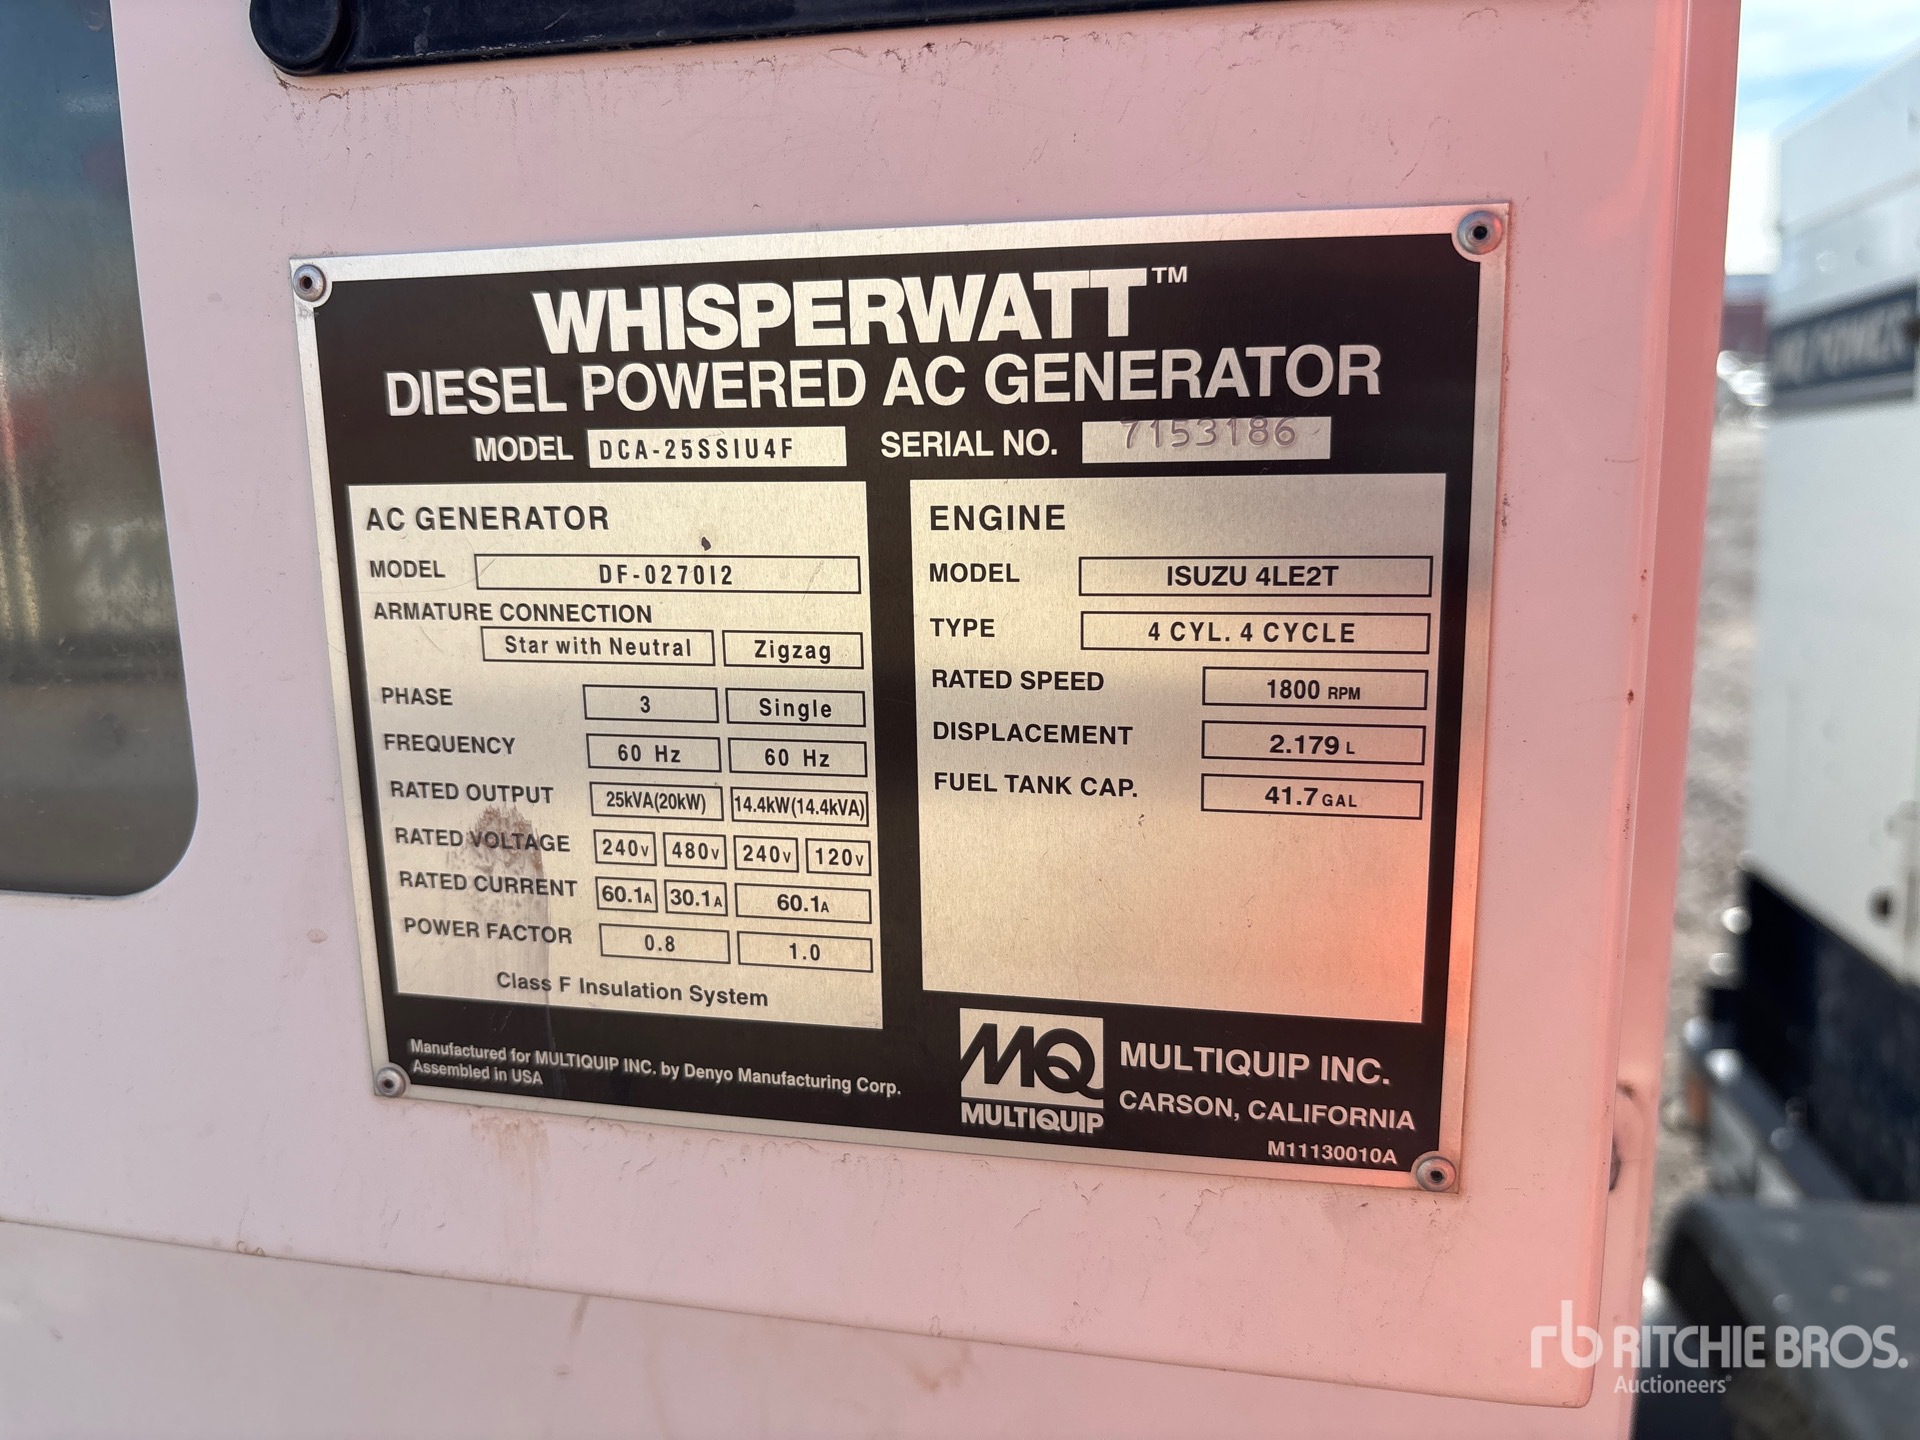 WHISPERWATT™
DIESEL POWERED AC GENERATOR
MODEL DCA-25SSIU4F SERIAL NO. 7153186
AC GENERATOR
MODEL DF-0270I2
ARMATURE CONNECTION
Star with Neutral Zigzag
PHASE 3 Single
FREQUENCY 60 Hz 60 Hz
RATED OUTPUT 25kVA(20kW) 14.4kW(14.4kVA)
RATED VOLTAGE 240V 480V 240V 120V
RATED CURRENT 60.1A 30.1A 60.1A
POWER FACTOR 0.8 1.0
Class F Insulation System
ENGINE
MODEL ISUZU 4LE2T
TYPE 4 CYL. 4 CYCLE
RATED SPEED 1800 RPM
DISPLACEMENT 2.179 L
FUEL TANK CAP. 41.7 GAL
Manufactured for MULTIQUIP INC. by Denyo Manufacturing Corp.
Assembled in USA
MQ
MULTIQUIP
MULTIQUIP INC.
CARSON, CALIFORNIA
M11130010A
POWER
rb RITCHIE BROS.
Auctioneers®